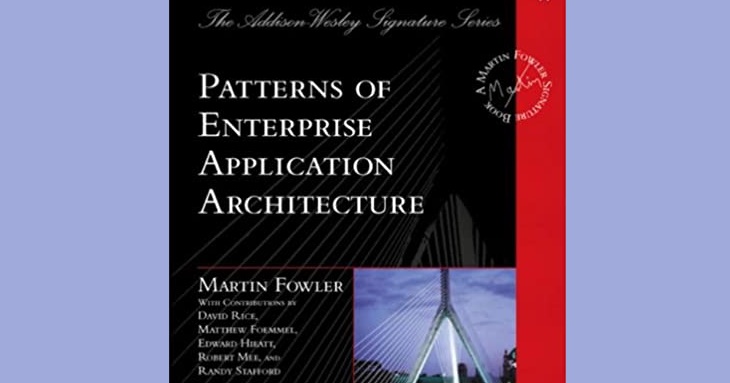 The Addison-Wesley Signature Series
A MARTIN FOWLER SIGNATURE BOOK
Martin
PATTERNS OF
ENTERPRISE
APPLICATION
ARCHITECTURE
MARTIN FOWLER
WITH CONTRIBUTIONS BY
DAVID RICE,
MATTHEW FOEMMEL,
EDWARD HIEATT,
ROBERT MEE, AND
RANDY STAFFORD